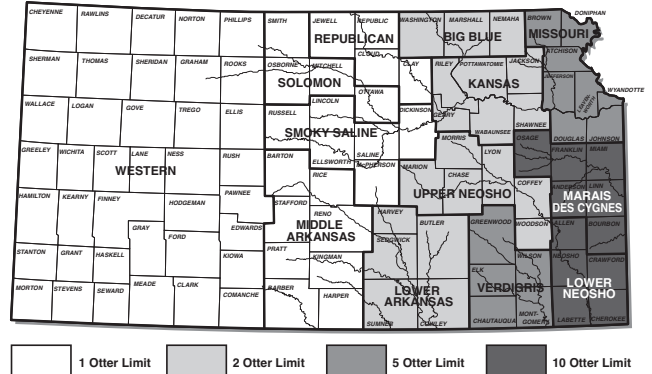 CHEYENNE RAWLINS DECATUR NORTON PHILLIPS SMITH JEWELL REPUBLIC WASHINGTON MARSHALL NEMAHA BROWN DONIPHAN
REPUBLICAN BIG BLUE MISSOURI
CLOUD ATCHISON
SHERMAN THOMAS SHERIDAN GRAHAM ROOKS OSBORNE MITCHELL CLAY RILEY POTTAWATOMIE JACKSON
SOLOMON KANSAS JEFFERSON WYANDOTTE
OTTAWA LEAVEN-
WORTH
WALLACE LOGAN GOVE TREGO ELLIS RUSSELL LINCOLN DICKINSON GEARY
SHAWNEE
SMOKY SALINE WABAUNSEE
MORRIS OSAGE DOUGLAS JOHNSON
GREELEY WICHITA SCOTT LANE NESS RUSH BARTON ELLSWORTH SALINE McPHERSON MARION LYON FRANKLIN MIAMI
WESTERN RICE CHASE
HAMILTON KEARNY FINNEY HODGEMAN PAWNEE STAFFORD UPPER NEOSHO COFFEY ANDERSON LINN
MARAIS
DES CYGNES
RENO HARVEY BUTLER GREENWOOD WOODSON ALLEN BOURBON
GRAY FORD EDWARDS MIDDLE
ARKANSAS
SEDGWICK
STANTON GRANT HASKELL KIOWA PRATT KINGMAN WILSON NEOSHO CRAWFORD
ELK
MORTON STEVENS SEWARD MEADE CLARK COMANCHE BARBER HARPER LOWER
ARKANSAS
VERDIGRIS LOWER
NEOSHO
SUMNER COWLEY CHAUTAUQUA MONT-
GOMERY LABETTE CHEROKEE
1 Otter Limit 2 Otter Limit 5 Otter Limit 10 Otter Limit